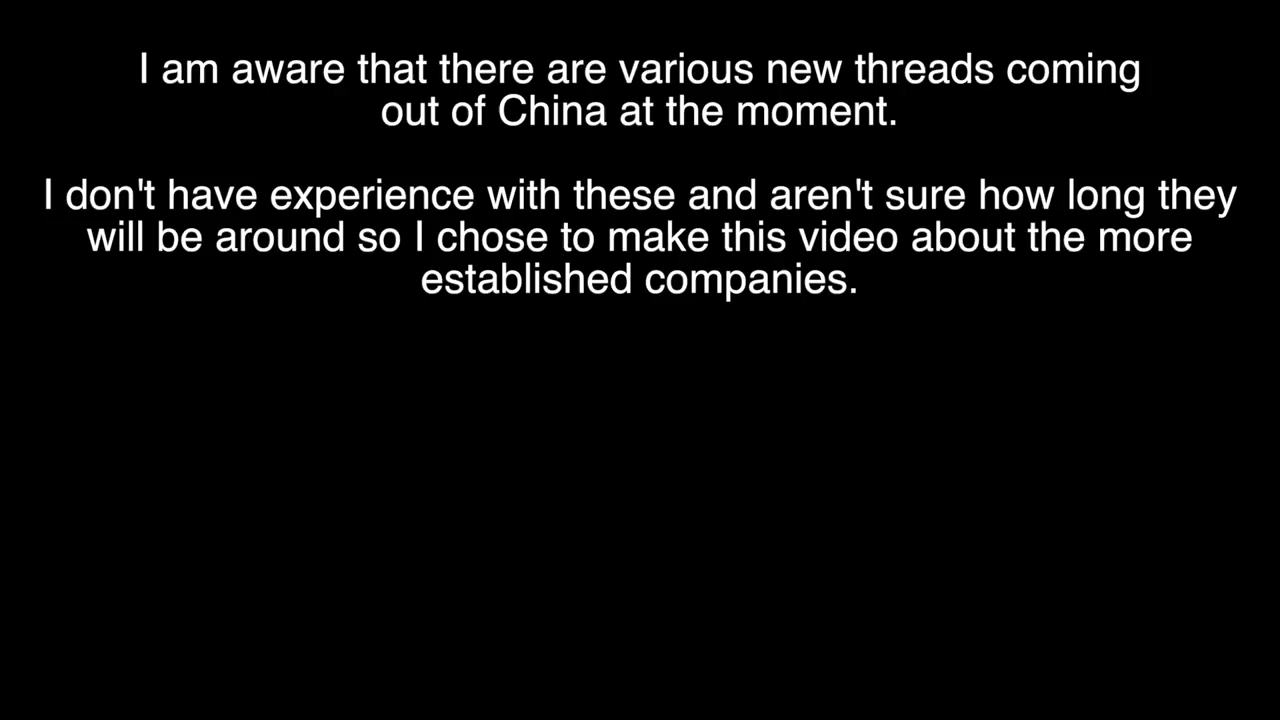 I am aware that there are various new threads coming
out of China at the moment.
I don't have experience with these and aren't sure how long they
will be around so I chose to make this video about the more
established companies.